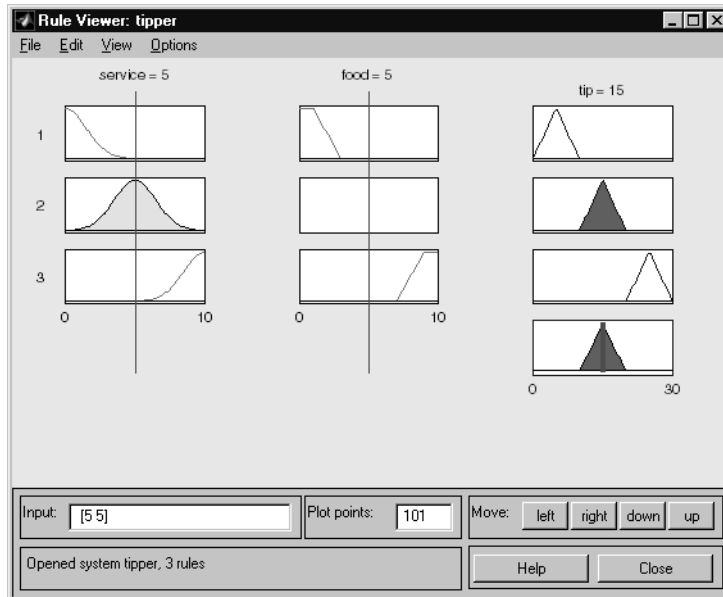 Rule Viewer: tipper
File Edit View Options
service = 5
food = 5
tip = 15
1
2
3
0 10
0 10
0 30
Input: [5 5]
Plot points: 101
Move: left right down up
Opened system tipper, 3 rules
Help Close